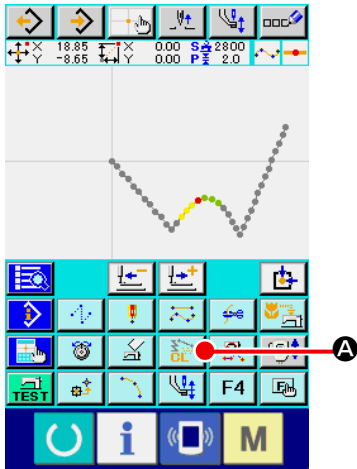 X 18.85 X 0.00 S 2800
Y -8.65 Y 0.00 P 2.0
CL A
TEST F4
i M